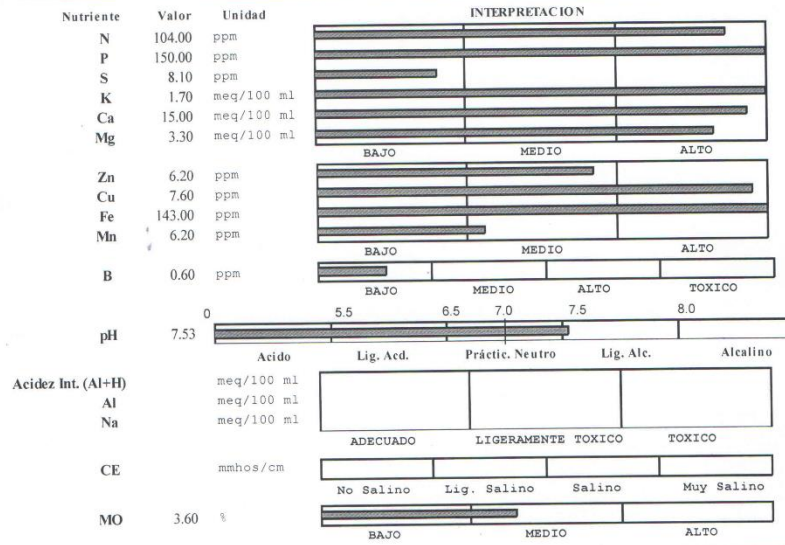 Nutriente Valor Unidad INTERPRETACION
N 104.00 ppm
P 150.00 ppm
S 8.10 ppm
K 1.70 meq/100 ml
Ca 15.00 meq/100 ml
Mg 3.30 meq/100 ml
BAJO MEDIO ALTO
Zn 6.20 ppm
Cu 7.60 ppm
Fe 143.00 ppm
Mn 6.20 ppm
BAJO MEDIO ALTO
B 0.60 ppm
BAJO MEDIO ALTO TOXICO
0 5.5 6.5 7.0 7.5 8.0
pH 7.53
Acido Lig. Acd. Práctic. Neutro Lig. Alc. Alcalino
Acidez Int. (Al+H) meq/100 ml
Al meq/100 ml
Na meq/100 ml
ADECUADO LIGERAMENTE TOXICO TOXICO
CE mmhos/cm
No Salino Lig. Salino Salino Muy Salino
MO 3.60 %
BAJO MEDIO ALTO